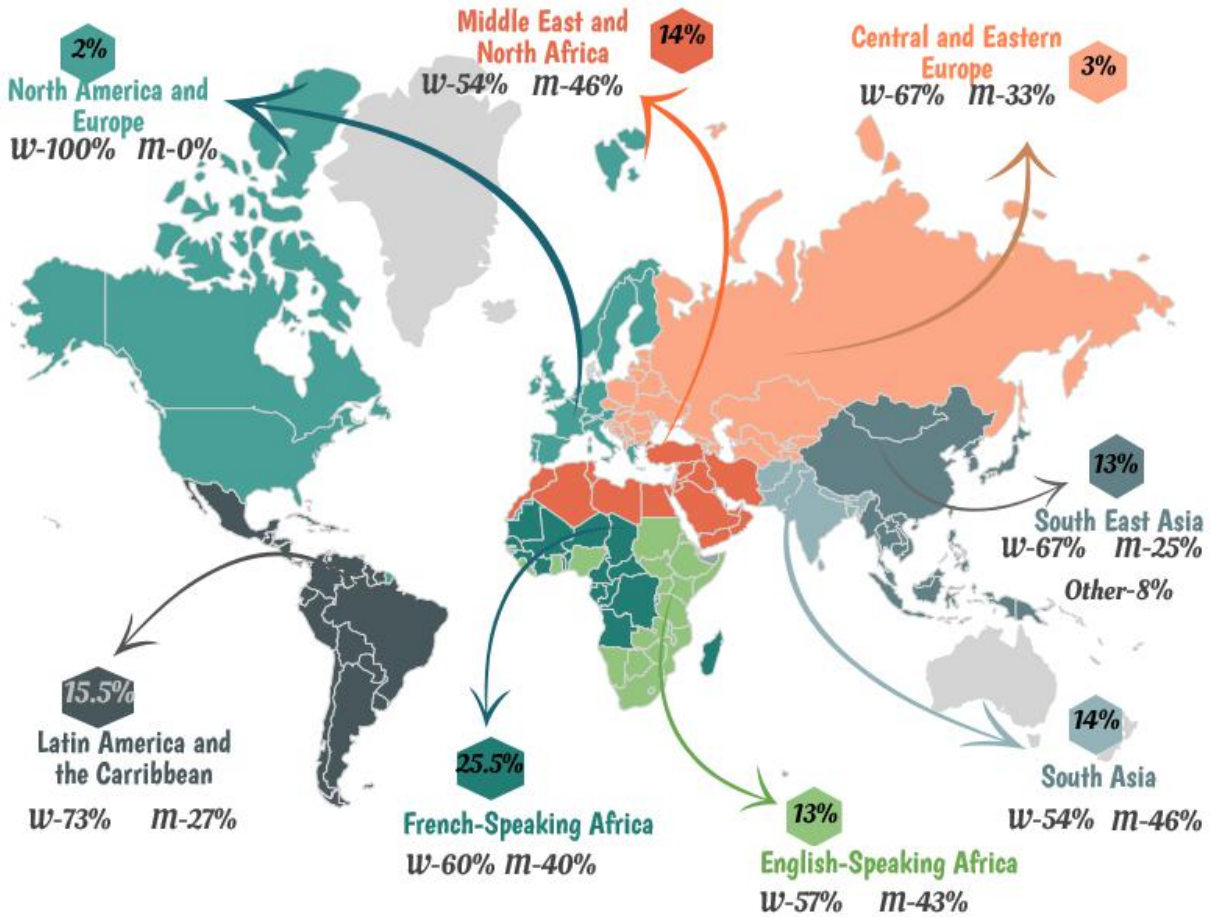 2%
North America and
Europe
W-100% M-0%
Middle East and
North Africa
14%
W-54% M-46%
Central and Eastern
Europe
3%
W-67% M-33%
13%
South East Asia
W-67% M-25%
Other-8%
15.5%
Latin America and
the Carribbean
W-73% M-27%
25.5%
French-Speaking Africa
W-60% M-40%
13%
English-Speaking Africa
W-57% M-43%
14%
South Asia
W-54% M-46%